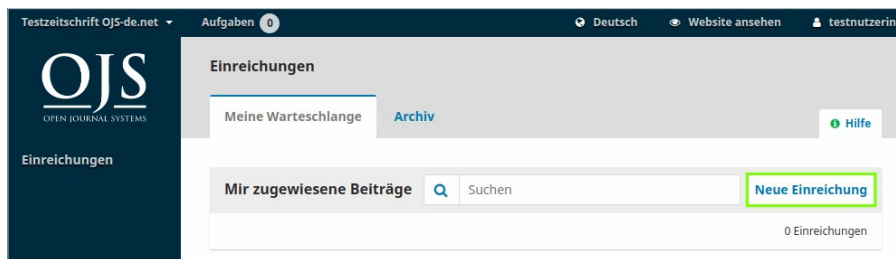 Testzeitschrift OJS-de.net Aufgaben 0 Deutsch Website ansehen testnutzerin
OJS
OPEN JOURNAL SYSTEMS
Einreichungen
Einreichungen
Meine Warteschlange Archiv
Hilfe
Mir zugewiesene Beiträge Suchen Neue Einreichung
0 Einreichungen